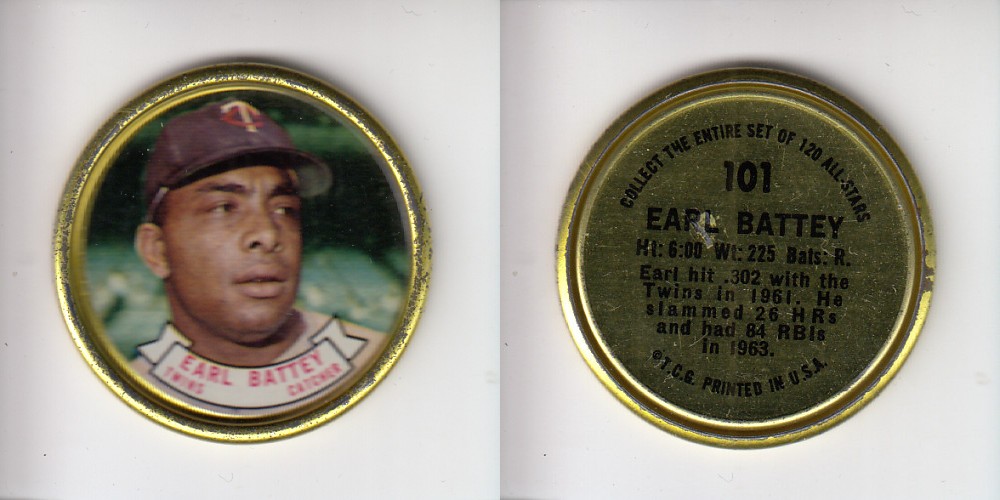 TC
EARL BATTEY
TWINS CATCHER
COLLECT THE ENTIRE SET OF 120 ALL-STARS
101
EARL BATTEY
Ht: 6:00 Wt: 225 Bats: R.
Earl hit .302 with the
Twins in 1961. He
slammed 26 HRs
and had 84 RBIs
in 1963.
©T.C.G. PRINTED IN U.S.A.